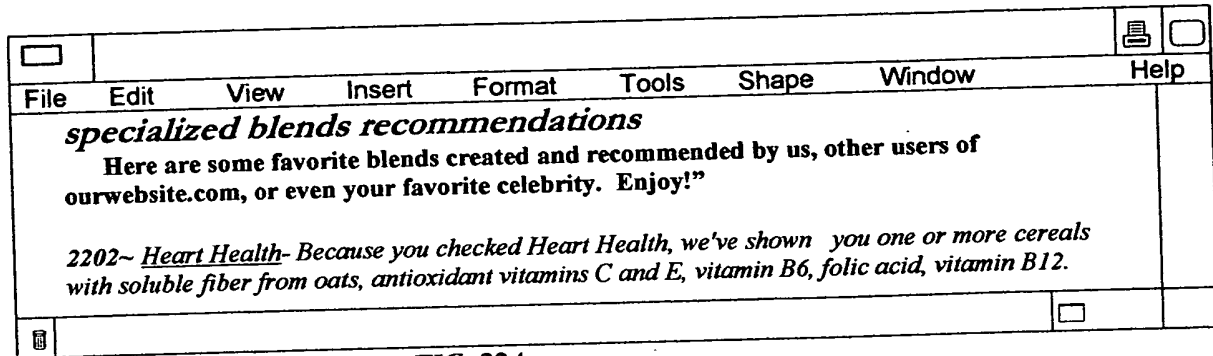 File Edit View Insert Format Tools Shape Window Help
specialized blends recommendations
Here are some favorite blends created and recommended by us, other users of
ourwebsite.com, or even your favorite celebrity. Enjoy!”
2202~ Heart Health- Because you checked Heart Health, we've shown you one or more cereals
with soluble fiber from oats, antioxidant vitamins C and E, vitamin B6, folic acid, vitamin B12.